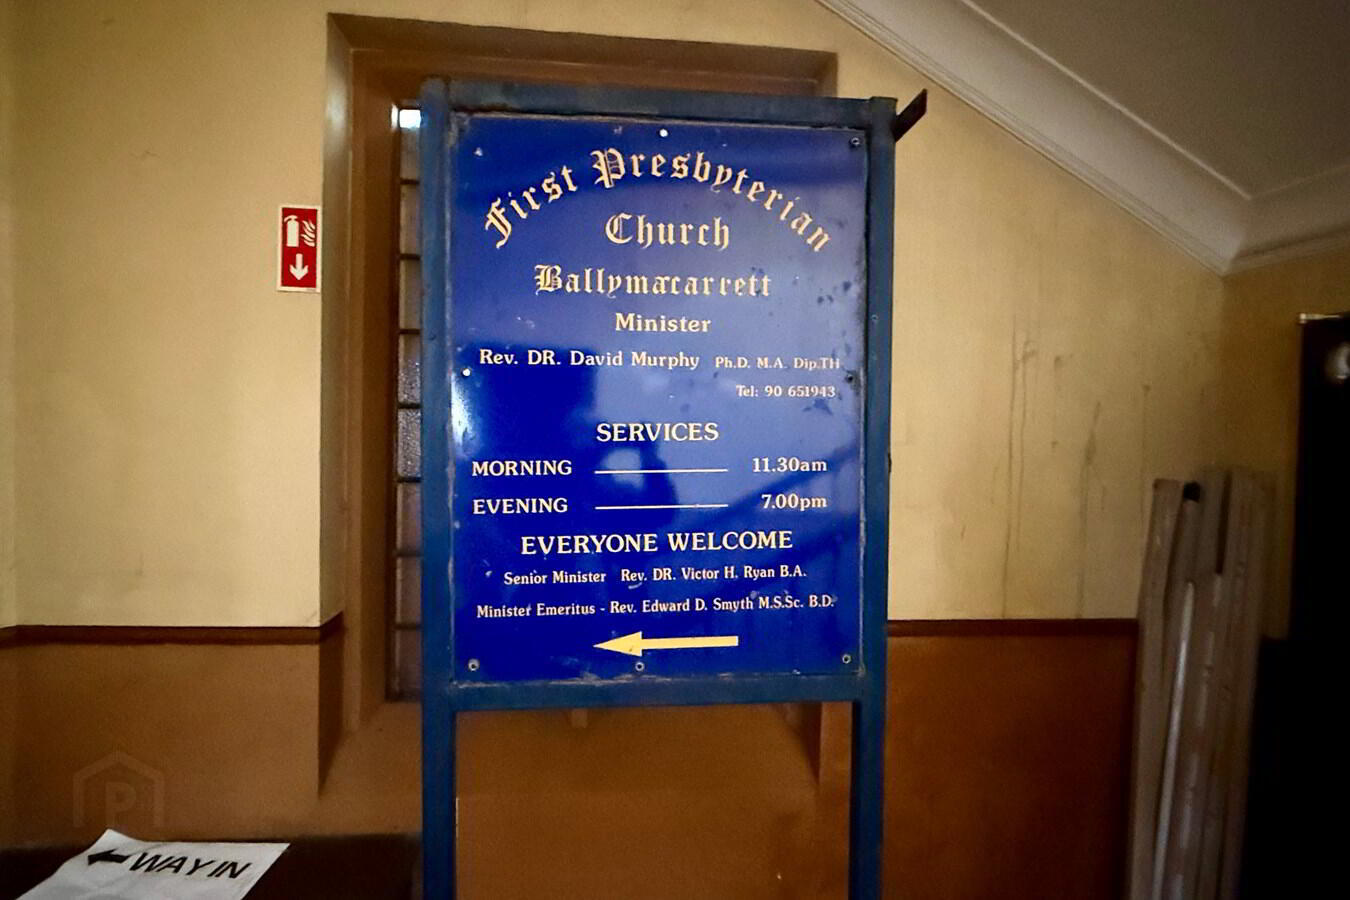 First Presbyterian
Church
Ballymacarrett
Minister
Rev. DR. David Murphy Ph.D. M.A. Dip.TH
Tel: 90 651943
SERVICES
MORNING 11.30am
EVENING 7.00pm
EVERYONE WELCOME
Senior Minister Rev. DR. Victor H. Ryan B.A.
Minister Emeritus - Rev. Edward D. Smyth M.S.Sc. B.D.
WAY IN
P